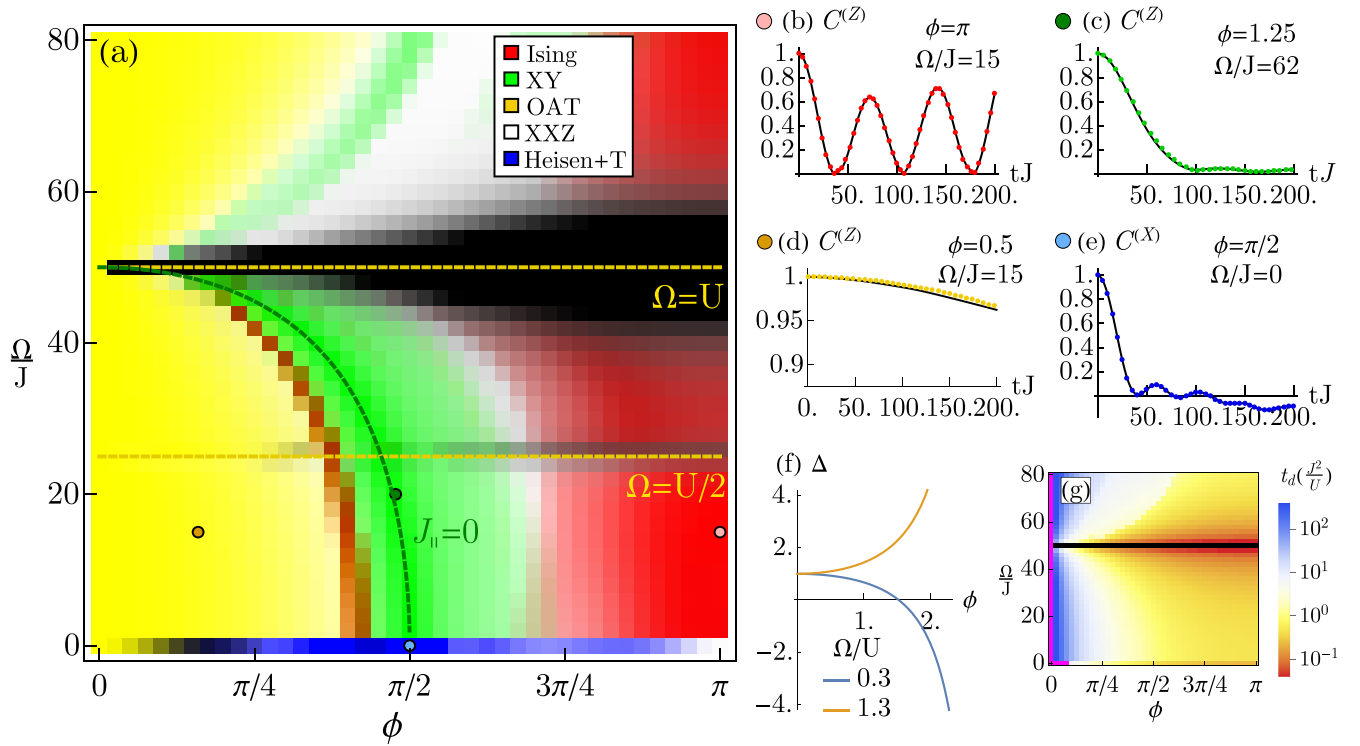 (a)
Ising
XY
OAT
XXZ
Heisen+T
Ω=U
Ω=U/2
J_{||}=0
Ω/J
80
60
40
20
0
0 π/4 π/2 3π/4 π
ϕ
(b) C^{(Z)}
ϕ=π
Ω/J=15
1.
0.8
0.6
0.4
0.2
50. 100.150.200.
tJ
(c) C^{(Z)}
ϕ=1.25
Ω/J=62
1.
0.8
0.6
0.4
0.2
50. 100.150.200.
tJ
(d) C^{(Z)}
ϕ=0.5
Ω/J=15
1.
0.95
0.9
0. 50. 100.150.200.
tJ
(e) C^{(X)}
ϕ=π/2
Ω/J=0
1.
0.8
0.6
0.4
0.2
50. 100.150.200.
tJ
(f) Δ
4.
2.
−2.
−4.
1. 2.
ϕ
Ω/U
0.3
1.3
(g)
Ω/J
80
60
40
20
0
0 π/4 π/2 3π/4 π
ϕ
t_d(J²/U)
10²
10¹
10⁰
10⁻¹